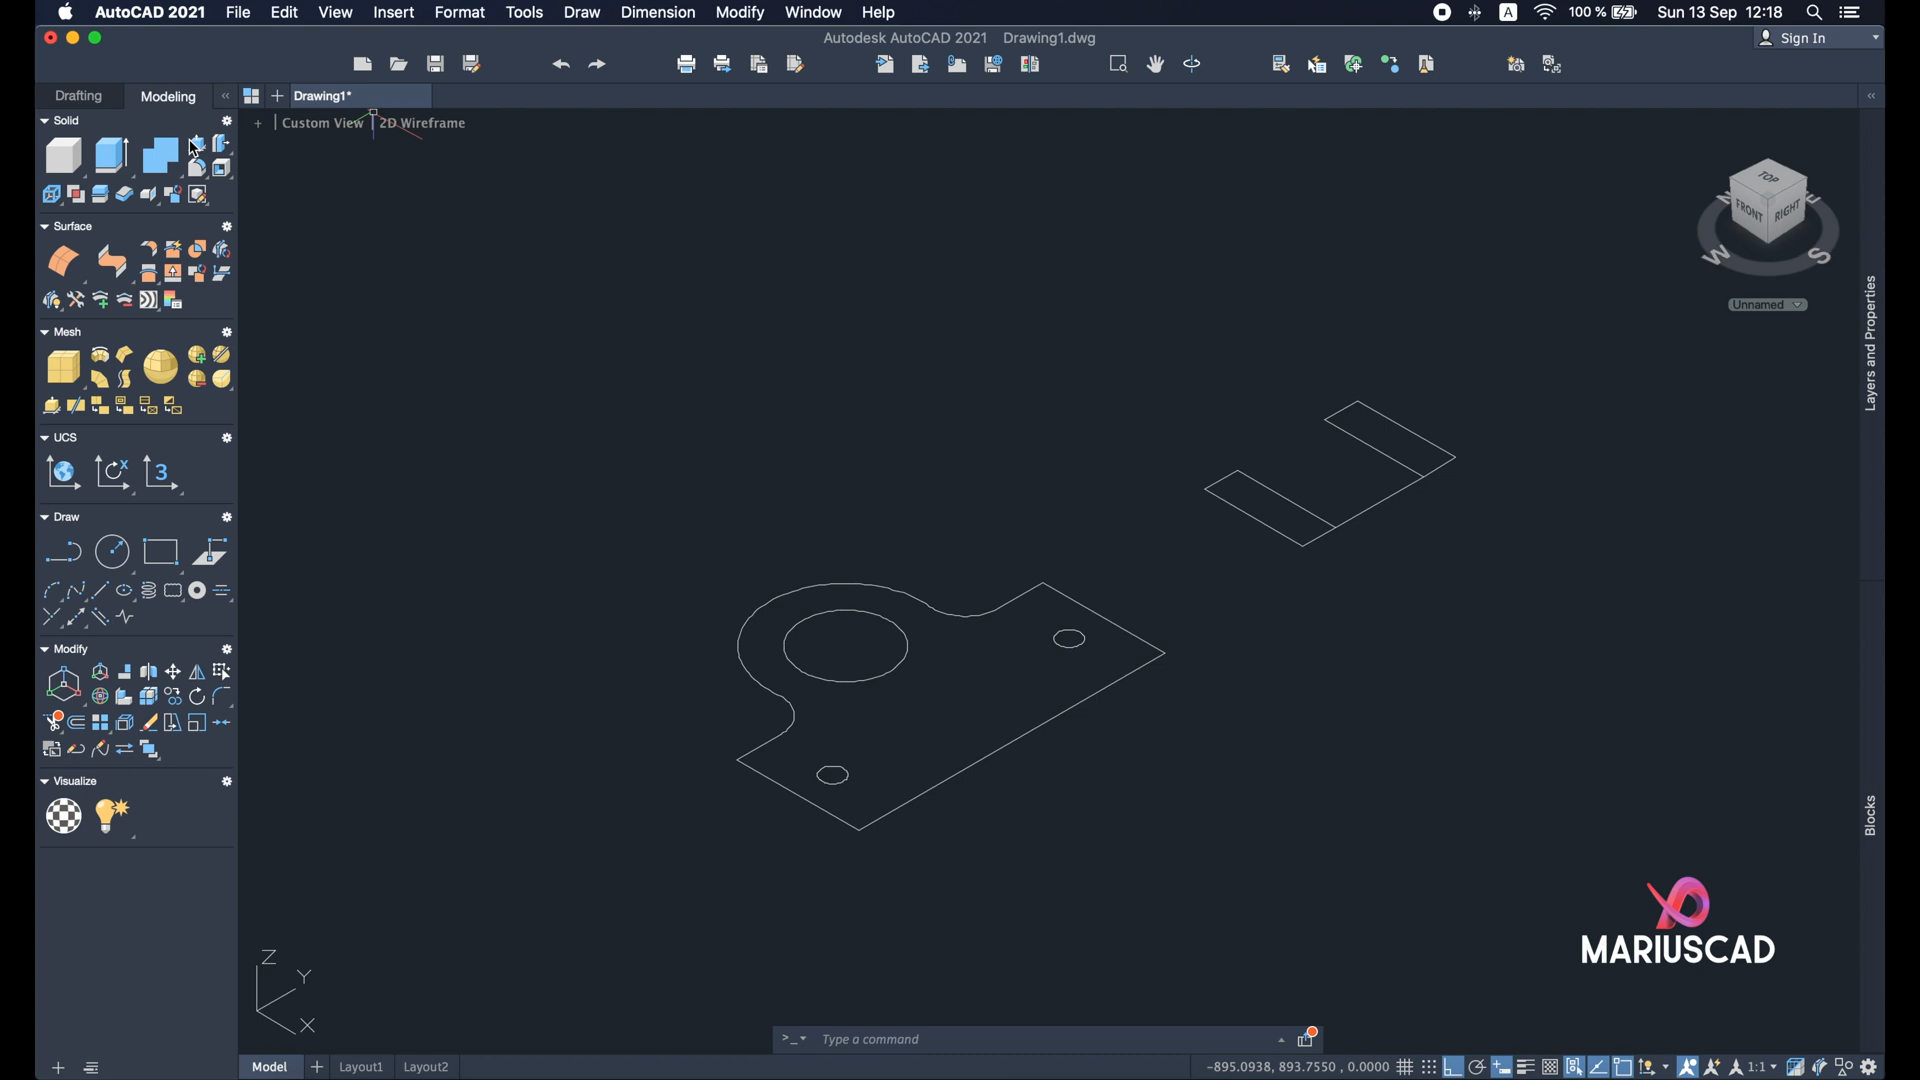 AutoCAD 2021 File Edit View Insert Format Tools Draw Dimension Modify Window Help A 100 % Sun 13 Sep 12:18
Autodesk AutoCAD 2021 Drawing1.dwg Sign In
Drafting Modeling « + Drawing1* «
Solid
+ | Custom View | 2D Wireframe
Surface
Mesh
UCS
X 3
Draw
Modify
Visualize
TOP
FRONT RIGHT
W S
Unnamed
Layers and Properties
Blocks
MARIUSCAD
Z
Y
X
>_ Type a command
Model + Layout1 Layout2 -895.0938, 893.7550 , 0.0000 1:1